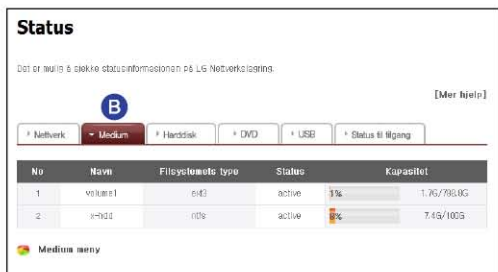 Status
Det er mulig å sjekke statusinformasjonen på LG Nettverkslagring.
[Mer hjelp]
B
Nettverk Medium Harddisk DVD USB Status til tilgang
No Navn Filsystemets type Status Kapasitet
1 volume1 ext3 active 1% 1.7G/788.8G
2 x-hdd ntfs active 7.4G/100G
Medium meny